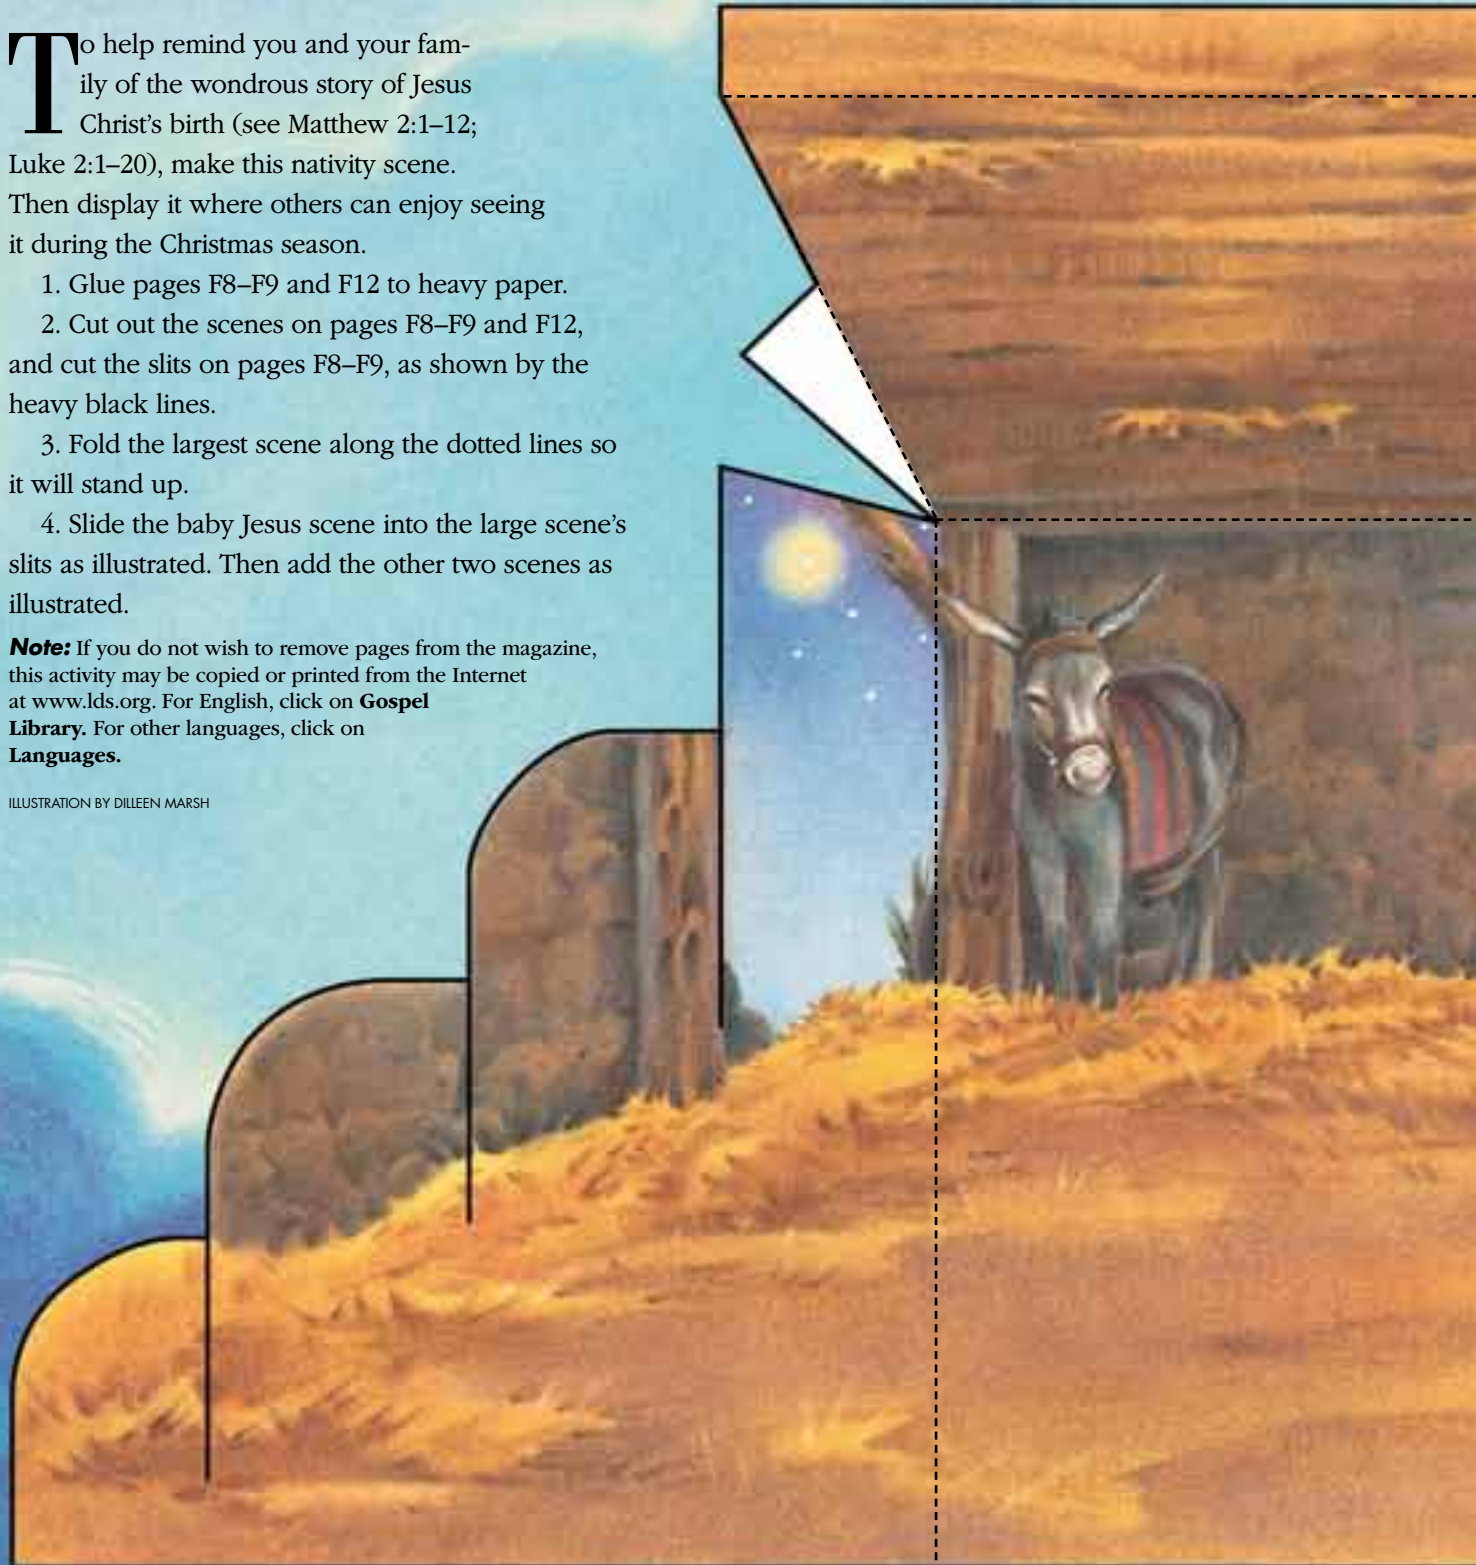 To help remind you and your fam-
ily of the wondrous story of Jesus
Christ's birth (see Matthew 2:1–12;
Luke 2:1–20), make this nativity scene.
Then display it where others can enjoy seeing
it during the Christmas season.
1. Glue pages F8–F9 and F12 to heavy paper.
2. Cut out the scenes on pages F8–F9 and F12,
and cut the slits on pages F8–F9, as shown by the
heavy black lines.
3. Fold the largest scene along the dotted lines so
it will stand up.
4. Slide the baby Jesus scene into the large scene's
slits as illustrated. Then add the other two scenes as
illustrated.
Note: If you do not wish to remove pages from the magazine,
this activity may be copied or printed from the Internet
at www.lds.org. For English, click on Gospel
Library. For other languages, click on
Languages.
ILLUSTRATION BY DILLEEN MARSH